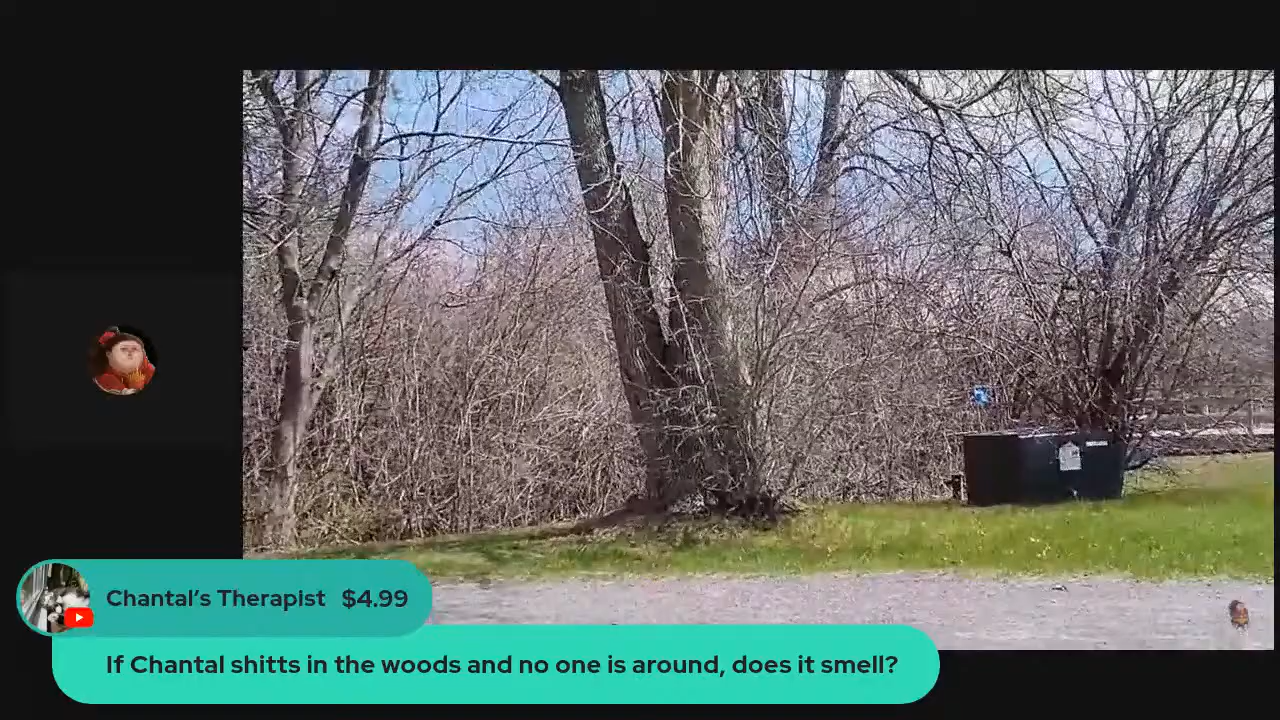 Chantal's Therapist $4.99
If Chantal shitts in the woods and no one is around, does it smell?